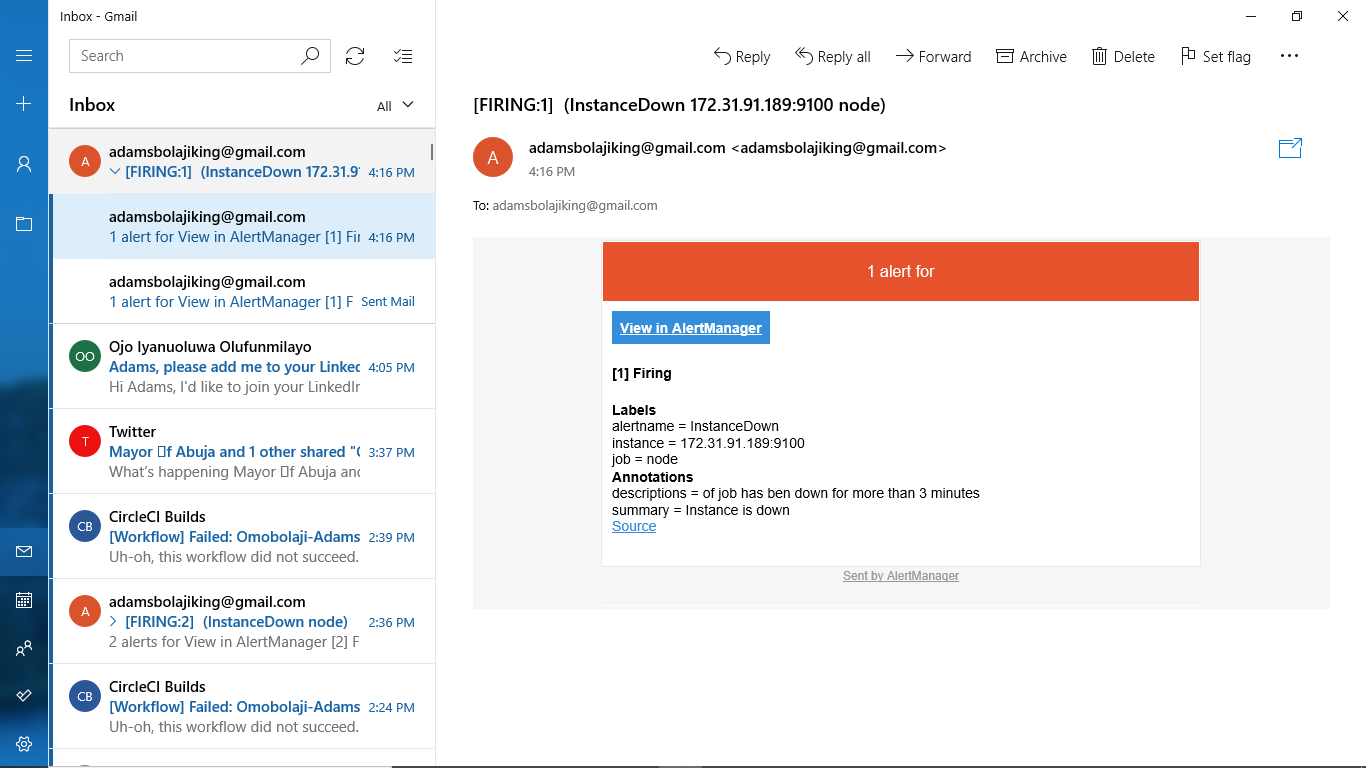 Inbox - Gmail
Search
Reply
Reply all
Forward
Archive
Delete
Set flag
Inbox
All
adamsbolajiking@gmail.com
[FIRING:1] (InstanceDown 172.31.9
4:16 PM
adamsbolajiking@gmail.com
1 alert for View in AlertManager [1] Fir
4:16 PM
adamsbolajiking@gmail.com
1 alert for View in AlertManager [1] F
Sent Mail
OO
Ojo Iyanuoluwa Olufunmilayo
Adams, please add me to your Linked
4:05 PM
Hi Adams, I'd like to join your LinkedIn
T
Twitter
Mayor ▯f Abuja and 1 other shared "
3:37 PM
What's happening Mayor ▯f Abuja and
CB
CircleCI Builds
[Workflow] Failed: Omobolaji-Adams
2:39 PM
Uh-oh, this workflow did not succeed.
A
adamsbolajiking@gmail.com
[FIRING:2] (InstanceDown node)
2:36 PM
2 alerts for View in AlertManager [2] F
CB
CircleCI Builds
[Workflow] Failed: Omobolaji-Adams
2:24 PM
Uh-oh, this workflow did not succeed.
[FIRING:1] (InstanceDown 172.31.91.189:9100 node)
A
adamsbolajiking@gmail.com <adamsbolajiking@gmail.com>
4:16 PM
To: adamsbolajiking@gmail.com
1 alert for
View in AlertManager
[1] Firing
Labels
alertname = InstanceDown
instance = 172.31.91.189:9100
job = node
Annotations
descriptions = of job has ben down for more than 3 minutes
summary = Instance is down
Source
Sent by AlertManager